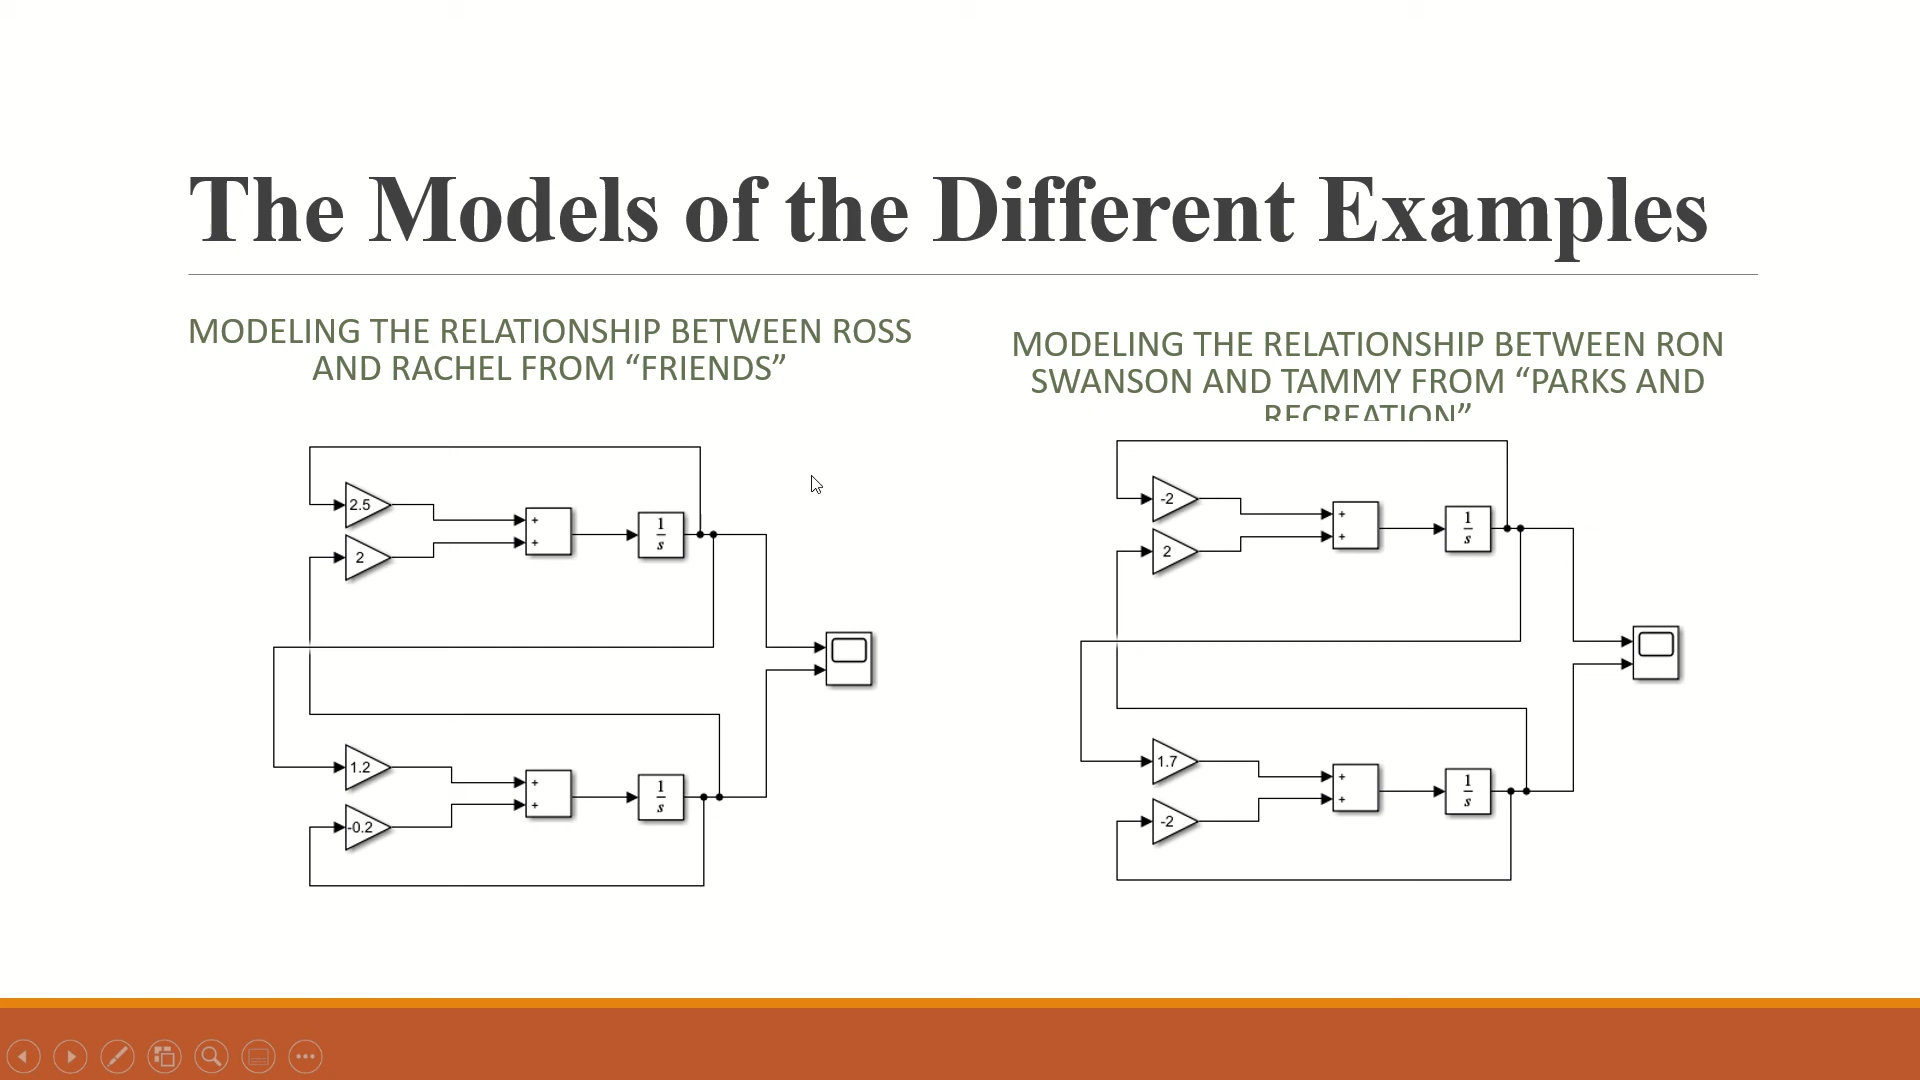 The Models of the Different Examples
MODELING THE RELATIONSHIP BETWEEN ROSS
AND RACHEL FROM “FRIENDS”
2.5
2
+
+
1
s
1.2
-0.2
+
+
1
s
MODELING THE RELATIONSHIP BETWEEN RON
SWANSON AND TAMMY FROM “PARKS AND
RECREATION”
-2
2
+
+
1
s
1.7
-2
+
+
1
s